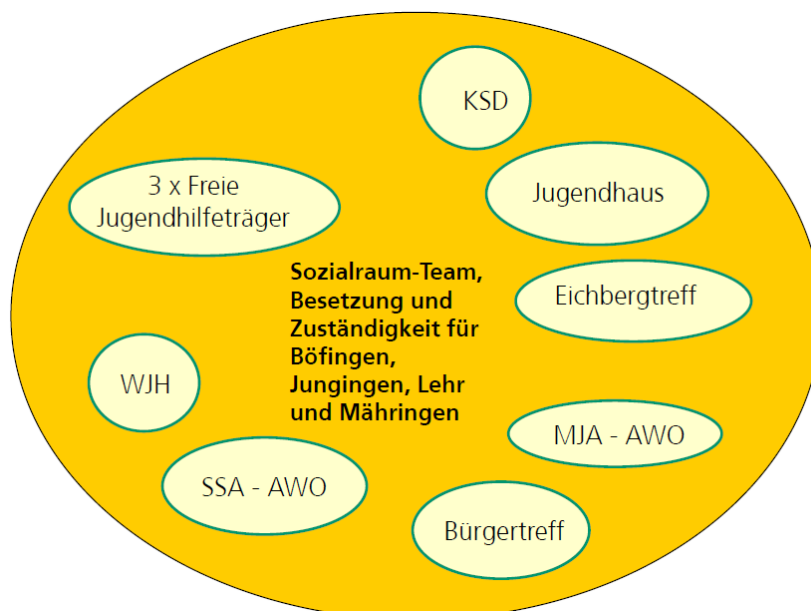 KSD
3 x Freie
Jugendhilfeträger
Jugendhaus
Sozialraum-Team,
Besetzung und
Zuständigkeit für
Böfingen,
Jungingen, Lehr
und Mähringen
Eichbergtreff
WJH
MJA - AWO
SSA - AWO
Bürgertreff